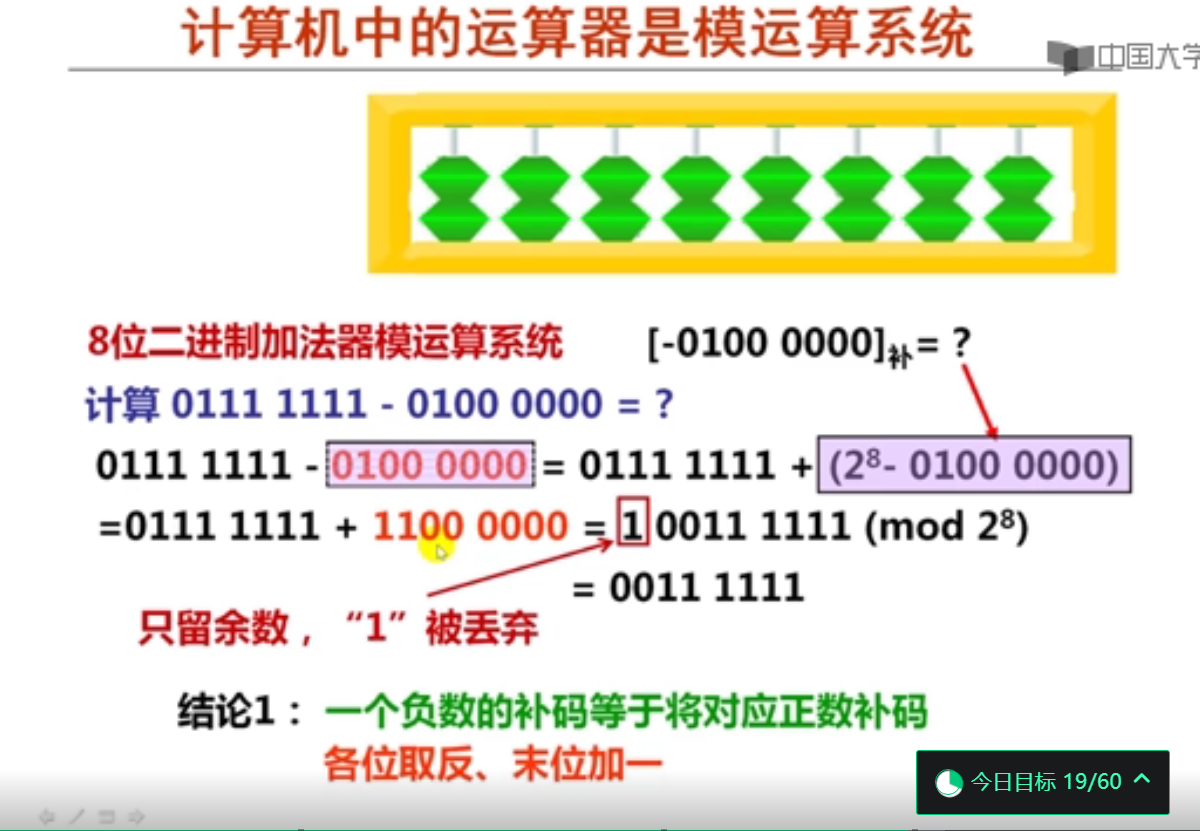 计算机中的运算器是模运算系统
中国大学
8位二进制加法器模运算系统 [-0100 0000]补= ?
计算 0111 1111 - 0100 0000 = ?
0111 1111 - 0100 0000 = 0111 1111 + (2⁸- 0100 0000)
=0111 1111 + 1100 0000 = 1 0011 1111 (mod 2⁸)
= 0011 1111
只留余数，“1”被丢弃
结论1： 一个负数的补码等于将对应正数补码
各位取反、末位加一
今日目标 19/60